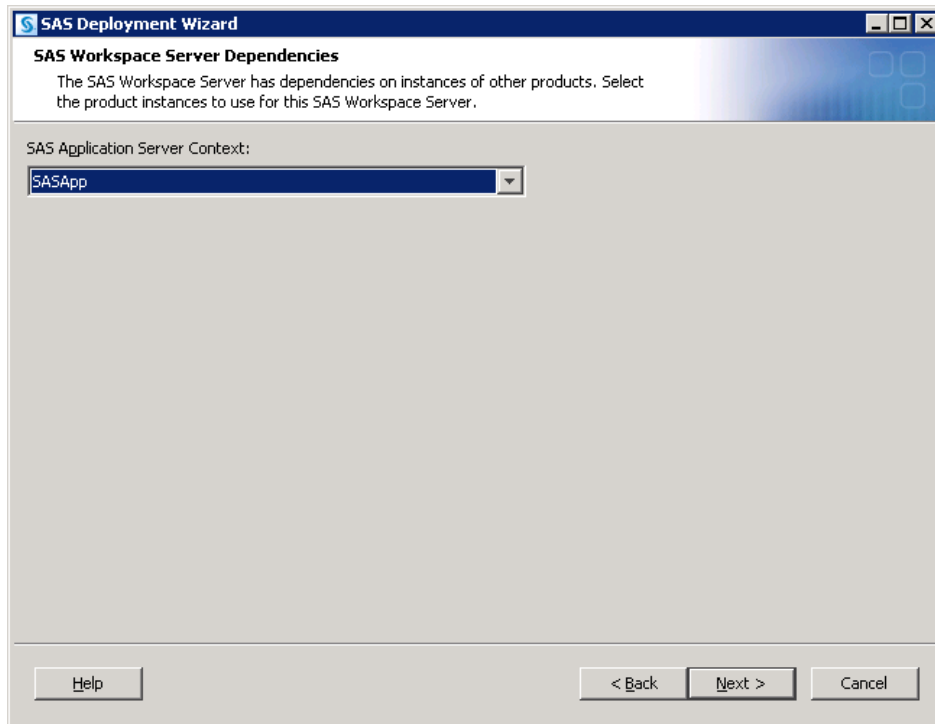 SAS Deployment Wizard
SAS Workspace Server Dependencies
The SAS Workspace Server has dependencies on instances of other products. Select
the product instances to use for this SAS Workspace Server.
SAS Application Server Context:
SASApp
Help
< Back
Next >
Cancel